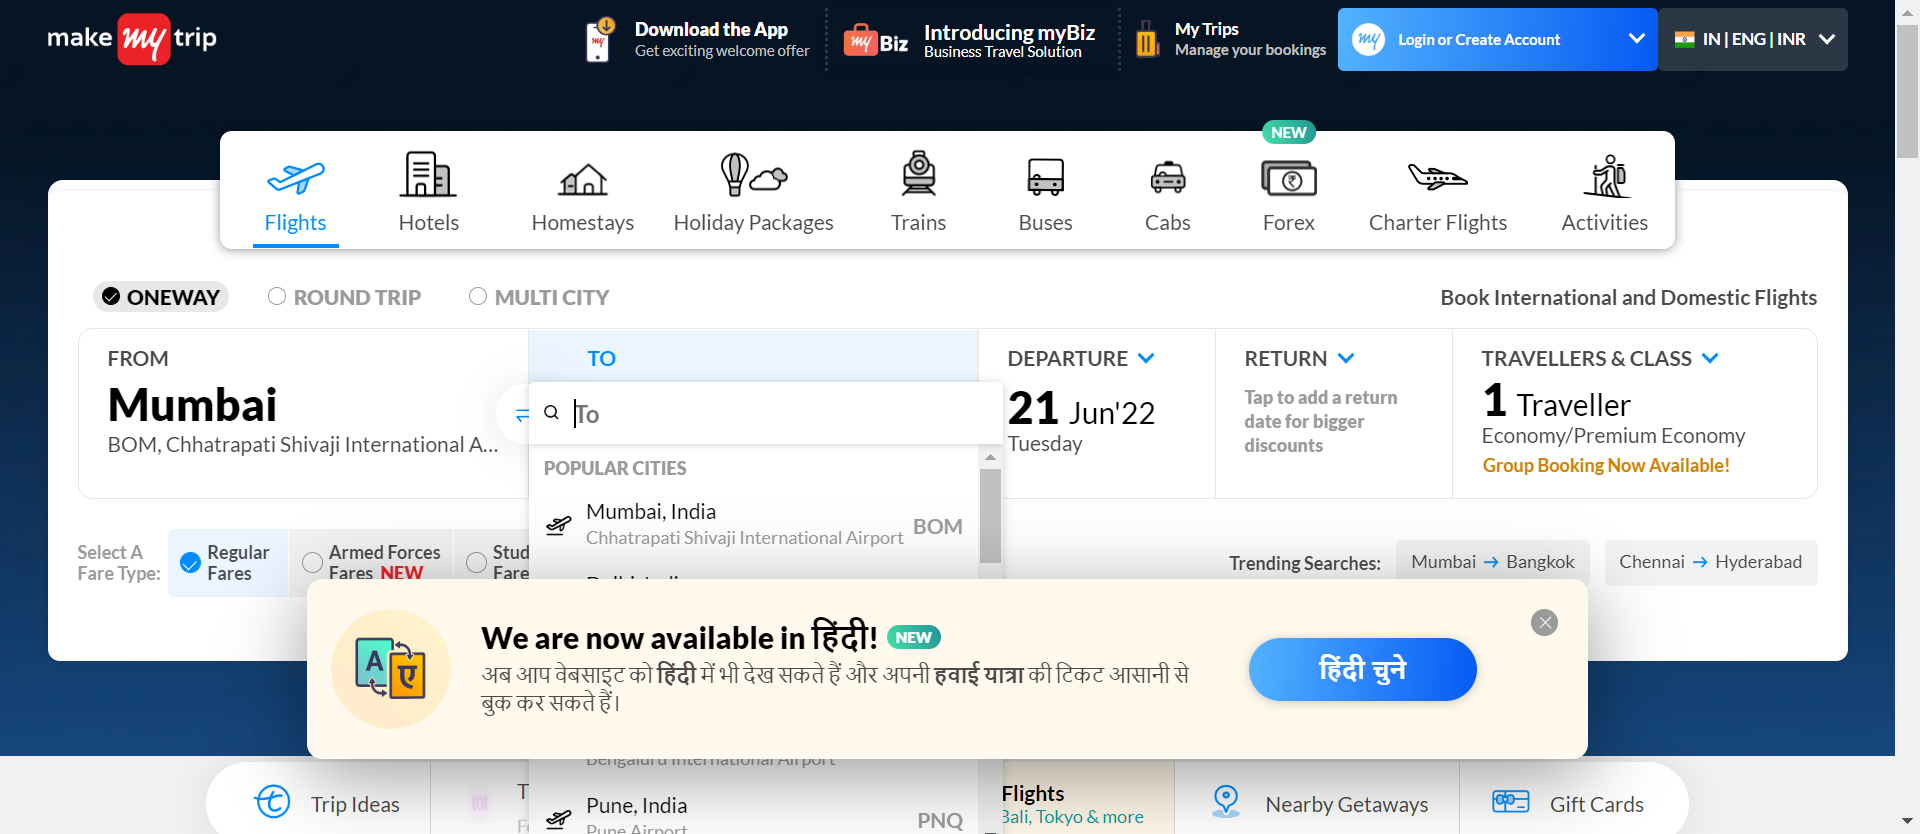 make my trip
Download the App
Get exciting welcome offer
my Biz
Introducing myBiz
Business Travel Solution
My Trips
Manage your bookings
my
Login or Create Account
IN | ENG | INR
NEW
Flights
Hotels
Homestays
Holiday Packages
Trains
Buses
Cabs
Forex
Charter Flights
Activities
ONEWAY
ROUND TRIP
MULTI CITY
Book International and Domestic Flights
FROM
Mumbai
BOM, Chhatrapati Shivaji International A...
TO
To
POPULAR CITIES
Mumbai, India
Chhatrapati Shivaji International Airport
BOM
DEPARTURE
21 Jun'22
Tuesday
RETURN
Tap to add a return
date for bigger
discounts
TRAVELLERS & CLASS
1 Traveller
Economy/Premium Economy
Group Booking Now Available!
Select A
Fare Type:
Regular
Fares
Armed Forces
Fares NEW
Stud
Fare
Trending Searches:
Mumbai → Bangkok
Chennai → Hyderabad
A ए
We are now available in हिंदी! NEW
अब आप वेबसाइट को हिंदी में भी देख सकते हैं और अपनी हवाई यात्रा की टिकट आसानी से
बुक कर सकते हैं।
हिंदी चुने
Bengaluru International Airport
Pune, India
Pune Airport
PNQ
Trip Ideas
T
Flights
Bali, Tokyo & more
Nearby Getaways
Gift Cards